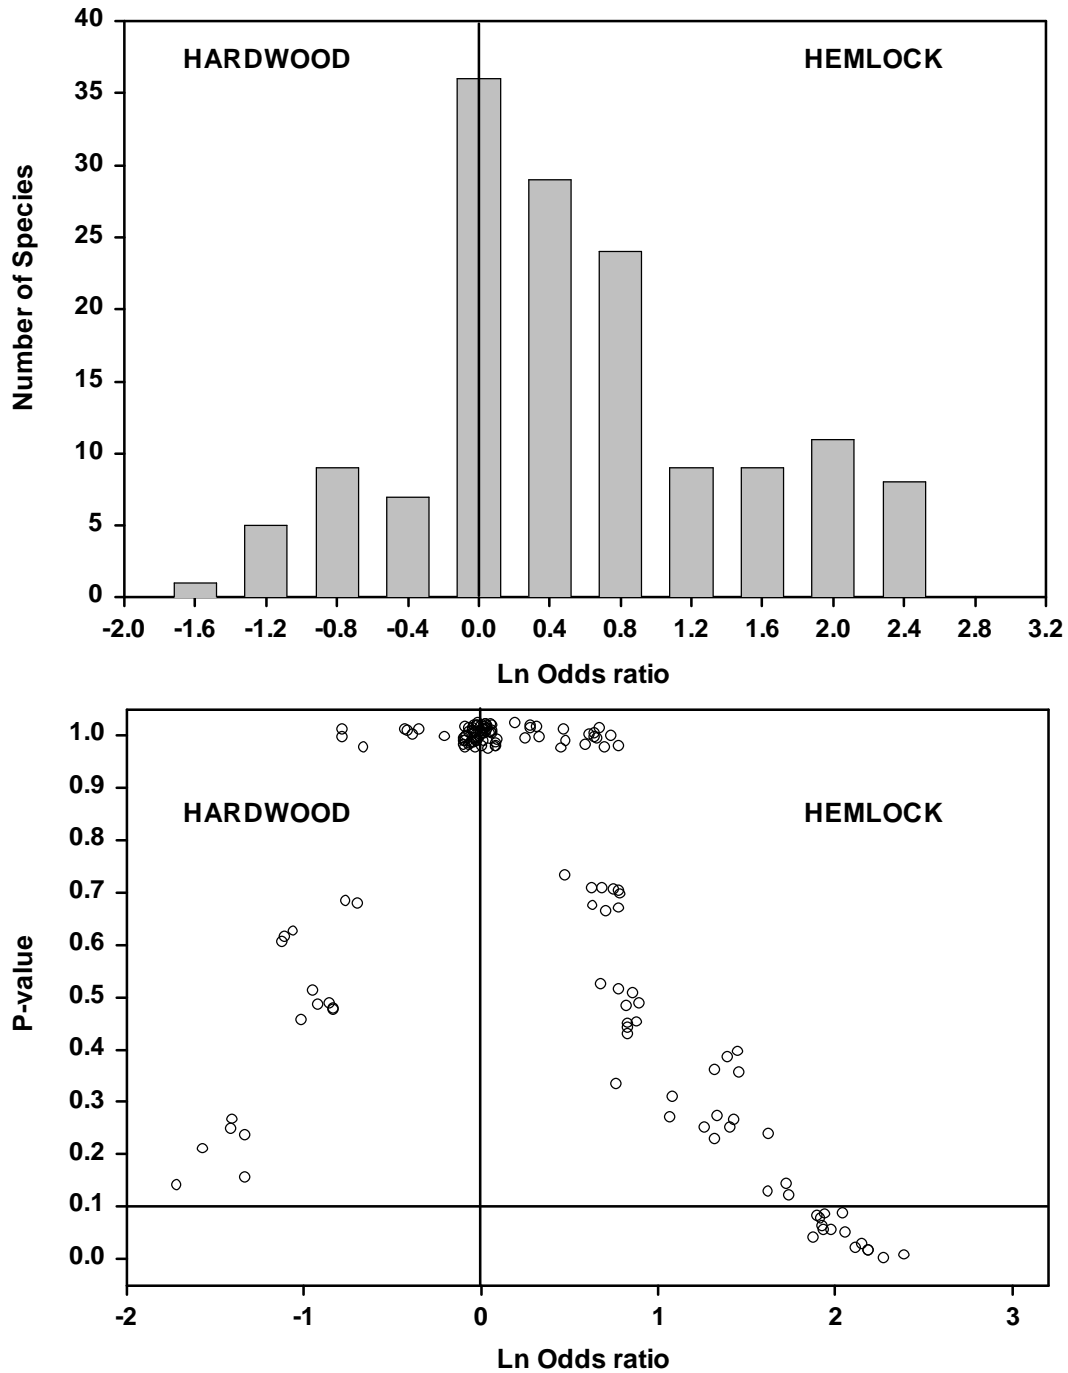 40
HARDWOOD
HEMLOCK
35
30
25
20
15
10
5
0
Number of Species
-2.0 -1.6 -1.2 -0.8 -0.4 0.0 0.4 0.8 1.2 1.6 2.0 2.4 2.8 3.2
Ln Odds ratio
1.0
0.9
HARDWOOD
HEMLOCK
0.8
0.7
0.6
0.5
0.4
0.3
0.2
0.1
0.0
P-value
-2 -1 0 1 2 3
Ln Odds ratio